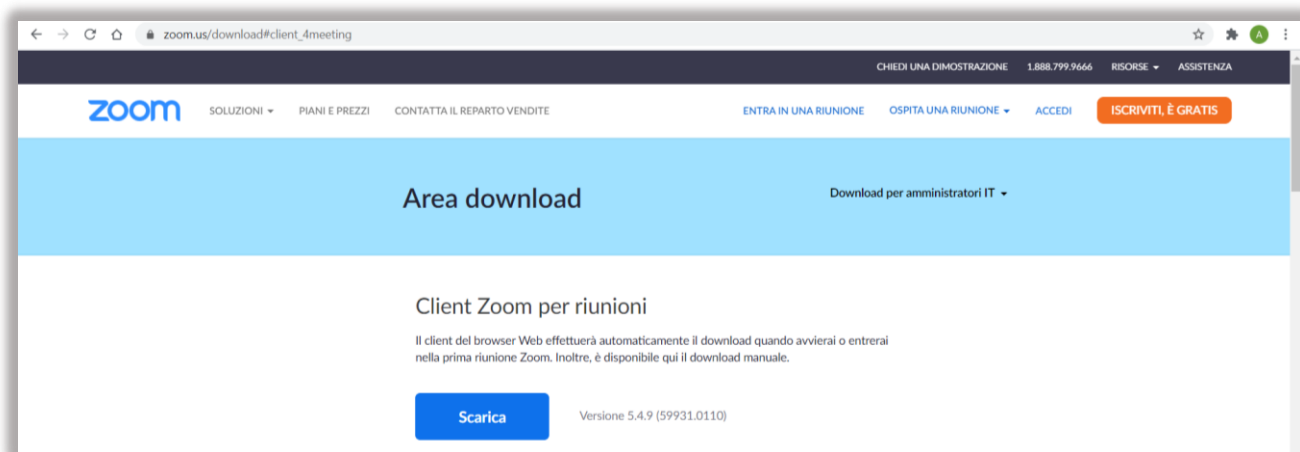 zoom.us/download#client_4meeting
A
CHIEDI UNA DIMOSTRAZIONE 1.888.799.9666 RISORSE ASSISTENZA
zoom SOLUZIONI PIANI E PREZZI CONTATTA IL REPARTO VENDITE ENTRA IN UNA RIUNIONE OSPITA UNA RIUNIONE ACCEDI ISCRIVITI, È GRATIS
Area download Download per amministratori IT
Client Zoom per riunioni
Il client del browser Web effettuerà automaticamente il download quando avvierai o entrerai
nella prima riunione Zoom. Inoltre, è disponibile qui il download manuale.
Scarica Versione 5.4.9 (59931.0110)